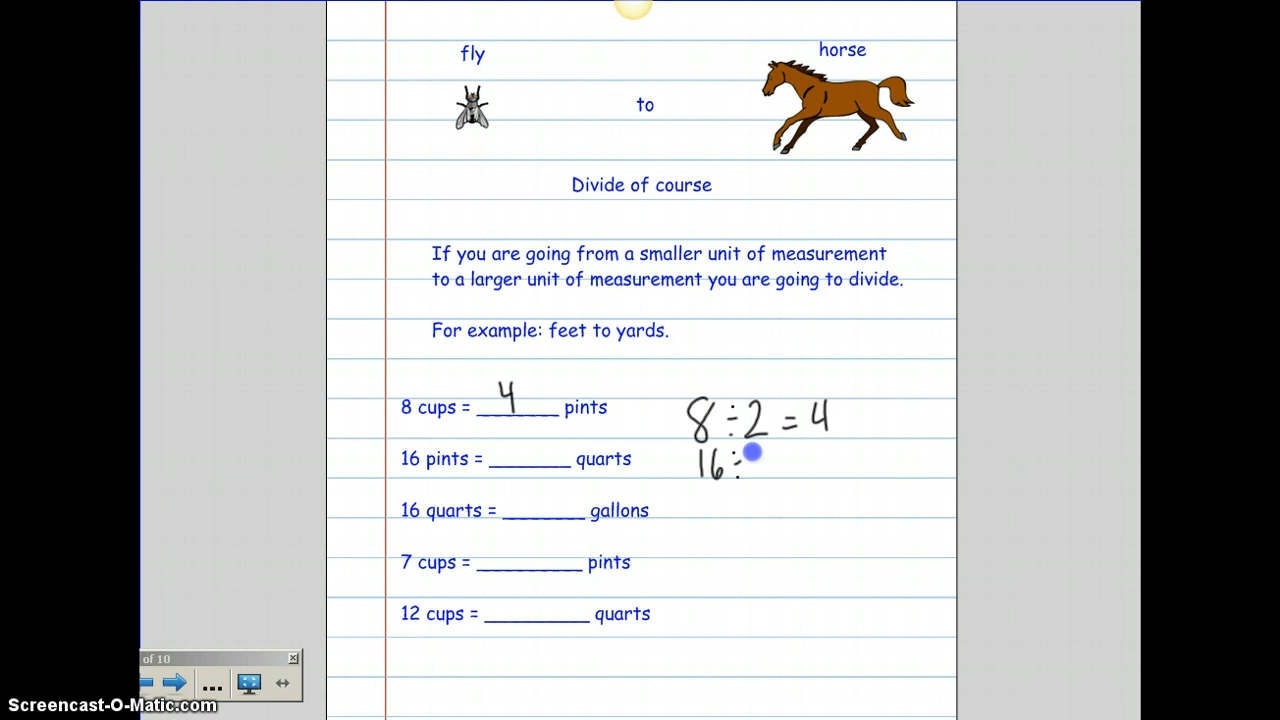 fly
horse
to
Divide of course
If you are going from a smaller unit of measurement
to a larger unit of measurement you are going to divide.
For example: feet to yards.
8 cups = ___4___ pints 8 ÷ 2 = 4
16 pints = ________ quarts 16 ÷
16 quarts = ________ gallons
7 cups = __________ pints
12 cups = __________ quarts
of 10
Screencast-O-Matic.com